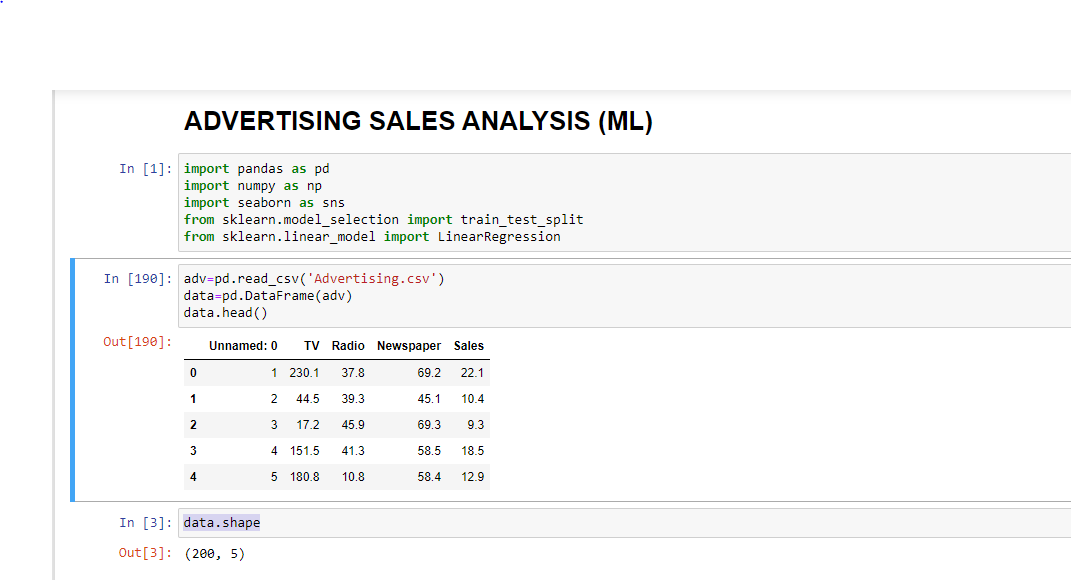 ADVERTISING SALES ANALYSIS (ML)
In [1]: import pandas as pd
import numpy as np
import seaborn as sns
from sklearn.model_selection import train_test_split
from sklearn.linear_model import LinearRegression
In [190]: adv=pd.read_csv('Advertising.csv')
data=pd.DataFrame(adv)
data.head()
Out[190]: Unnamed: 0 TV Radio Newspaper Sales
0 1 230.1 37.8 69.2 22.1
1 2 44.5 39.3 45.1 10.4
2 3 17.2 45.9 69.3 9.3
3 4 151.5 41.3 58.5 18.5
4 5 180.8 10.8 58.4 12.9
In [3]: data.shape
Out[3]: (200, 5)